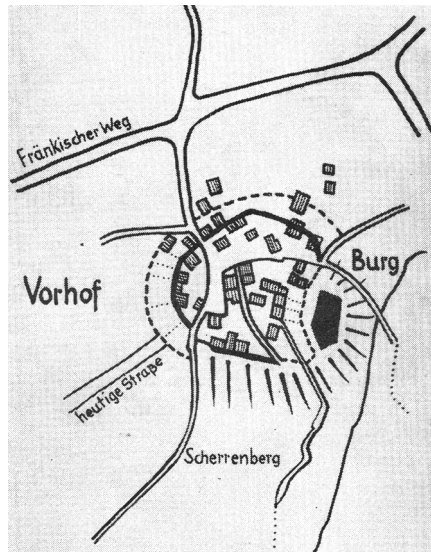 Fränkischer Weg
Burg
Vorhof
heutige Straße
Scherrenberg